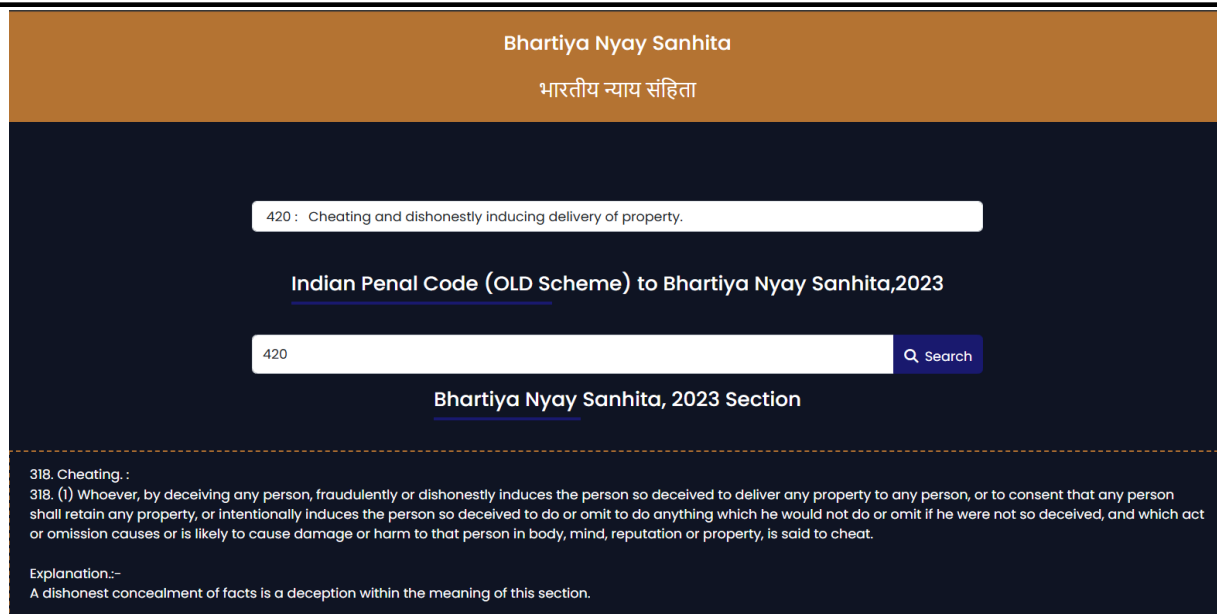 Bhartiya Nyay Sanhita
भारतीय न्याय संहिता
420 : Cheating and dishonestly inducing delivery of property.
Indian Penal Code (OLD Scheme) to Bhartiya Nyay Sanhita,2023
420
Search
Bhartiya Nyay Sanhita, 2023 Section
318. Cheating. :
318. (1) Whoever, by deceiving any person, fraudulently or dishonestly induces the person so deceived to deliver any property to any person, or to consent that any person
shall retain any property, or intentionally induces the person so deceived to do or omit to do anything which he would not do or omit if he were not so deceived, and which act
or omission causes or is likely to cause damage or harm to that person in body, mind, reputation or property, is said to cheat.
Explanation.:-
A dishonest concealment of facts is a deception within the meaning of this section.